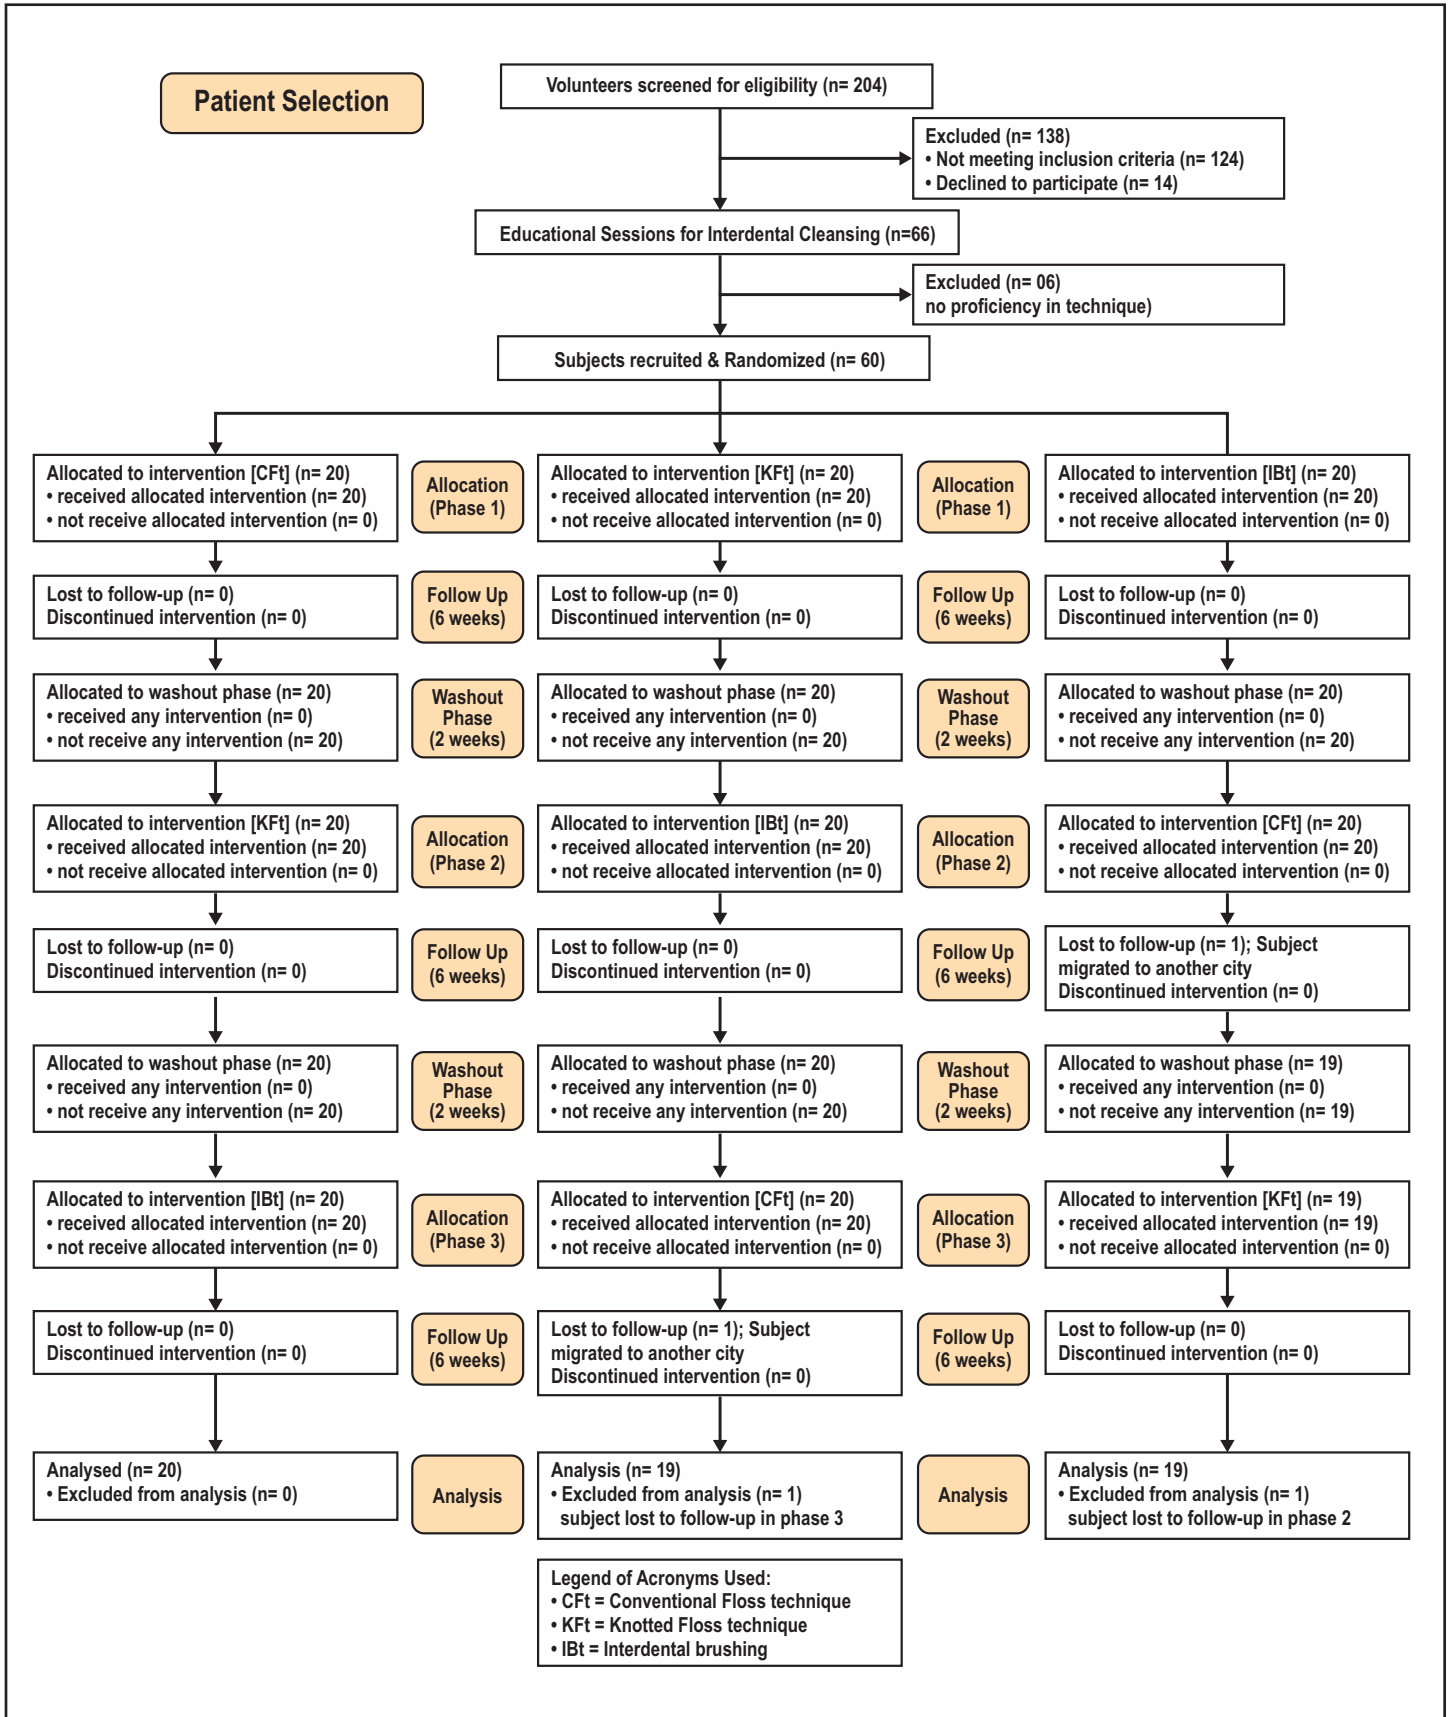 Patient Selection
Volunteers screened for eligibility (n= 204)
Excluded (n= 138)
• Not meeting inclusion criteria (n= 124)
• Declined to participate (n= 14)
Educational Sessions for Interdental Cleansing (n=66)
Excluded (n= 06)
no proficiency in technique)
Subjects recruited & Randomized (n= 60)
Allocated to intervention [CFt] (n= 20)
• received allocated intervention (n= 20)
• not receive allocated intervention (n= 0)
Allocation
(Phase 1)
Allocated to intervention [KFt] (n= 20)
• received allocated intervention (n= 20)
• not receive allocated intervention (n= 0)
Allocation
(Phase 1)
Allocated to intervention [IBt] (n= 20)
• received allocated intervention (n= 20)
• not receive allocated intervention (n= 0)
Lost to follow-up (n= 0)
Discontinued intervention (n= 0)
Follow Up
(6 weeks)
Lost to follow-up (n= 0)
Discontinued intervention (n= 0)
Follow Up
(6 weeks)
Lost to follow-up (n= 0)
Discontinued intervention (n= 0)
Allocated to washout phase (n= 20)
• received any intervention (n= 0)
• not receive any intervention (n= 20)
Washout
Phase
(2 weeks)
Allocated to washout phase (n= 20)
• received any intervention (n= 0)
• not receive any intervention (n= 20)
Washout
Phase
(2 weeks)
Allocated to washout phase (n= 20)
• received any intervention (n= 0)
• not receive any intervention (n= 20)
Allocated to intervention [KFt] (n= 20)
• received allocated intervention (n= 20)
• not receive allocated intervention (n= 0)
Allocation
(Phase 2)
Allocated to intervention [IBt] (n= 20)
• received allocated intervention (n= 20)
• not receive allocated intervention (n= 0)
Allocation
(Phase 2)
Allocated to intervention [CFt] (n= 20)
• received allocated intervention (n= 20)
• not receive allocated intervention (n= 0)
Lost to follow-up (n= 0)
Discontinued intervention (n= 0)
Follow Up
(6 weeks)
Lost to follow-up (n= 0)
Discontinued intervention (n= 0)
Follow Up
(6 weeks)
Lost to follow-up (n= 1); Subject
migrated to another city
Discontinued intervention (n= 0)
Allocated to washout phase (n= 20)
• received any intervention (n= 0)
• not receive any intervention (n= 20)
Washout
Phase
(2 weeks)
Allocated to washout phase (n= 20)
• received any intervention (n= 0)
• not receive any intervention (n= 20)
Washout
Phase
(2 weeks)
Allocated to washout phase (n= 19)
• received any intervention (n= 0)
• not receive any intervention (n= 19)
Allocated to intervention [IBt] (n= 20)
• received allocated intervention (n= 20)
• not receive allocated intervention (n= 0)
Allocation
(Phase 3)
Allocated to intervention [CFt] (n= 20)
• received allocated intervention (n= 20)
• not receive allocated intervention (n= 0)
Allocation
(Phase 3)
Allocated to intervention [KFt] (n= 19)
• received allocated intervention (n= 19)
• not receive allocated intervention (n= 0)
Lost to follow-up (n= 0)
Discontinued intervention (n= 0)
Follow Up
(6 weeks)
Lost to follow-up (n= 1); Subject
migrated to another city
Discontinued intervention (n= 0)
Follow Up
(6 weeks)
Lost to follow-up (n= 0)
Discontinued intervention (n= 0)
Analysed (n= 20)
• Excluded from analysis (n= 0)
Analysis
Analysis (n= 19)
• Excluded from analysis (n= 1)
subject lost to follow-up in phase 3
Analysis
Analysis (n= 19)
• Excluded from analysis (n= 1)
subject lost to follow-up in phase 2
Legend of Acronyms Used:
• CFt = Conventional Floss technique
• KFt = Knotted Floss technique
• IBt = Interdental brushing